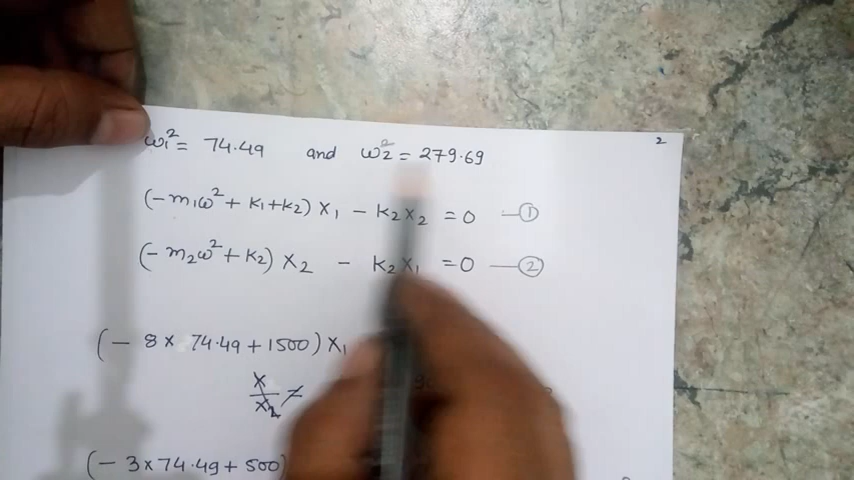 2
ω₁² = 74.49 and ω₂² = 279.69
(- m₁ω² + k₁ + k₂) X₁ - k₂X₂ = 0 — ①
(- m₂ω² + k₂) X₂ - k₂X₁ = 0 — ②
(- 8 × 74.49 + 1500) X₁
X
X₂ =
(- 3 × 74.49 + 500)